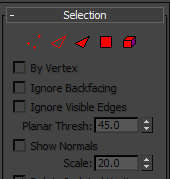 Selection
By Vertex
Ignore Backfacing
Ignore Visible Edges
Planar Thresh: 45.0
Show Normals
Scale: 20.0